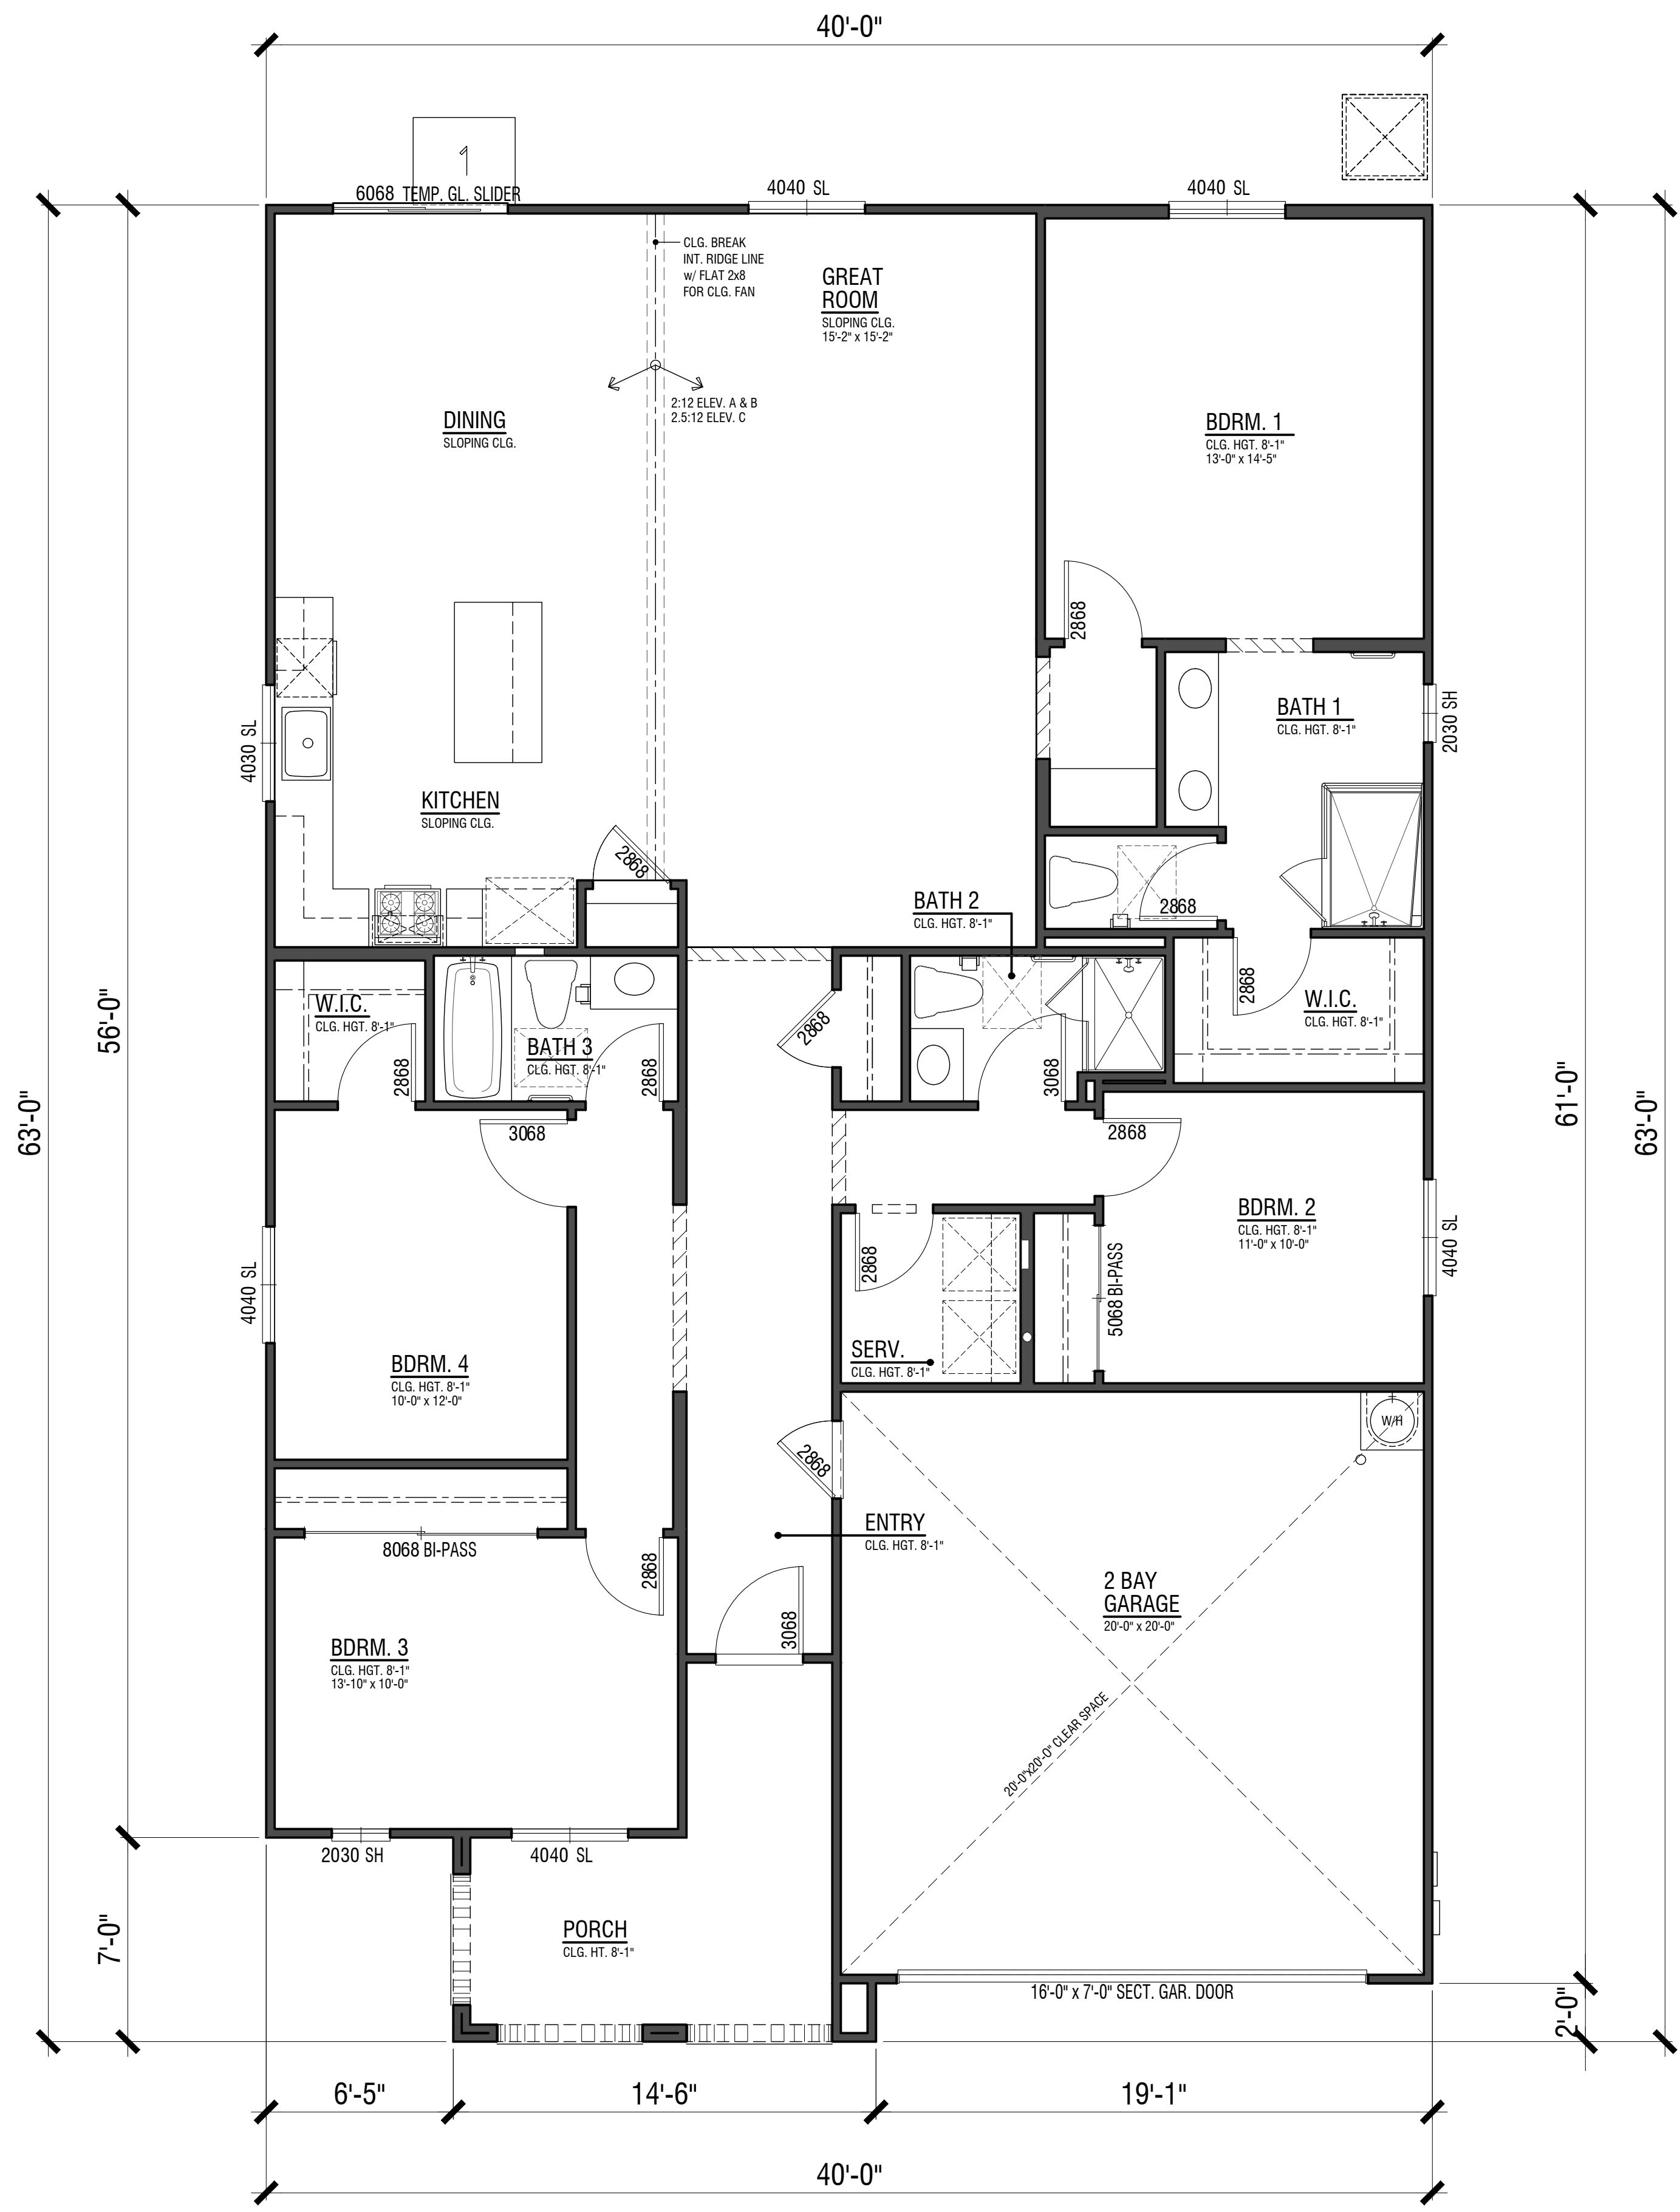 40'-0"
1
6068 TEMP. GL. SLIDER
4040 SL
4040 SL
CLG. BREAK
INT. RIDGE LINE
w/ FLAT 2x8
FOR CLG. FAN
GREAT
ROOM
SLOPING CLG.
15'-2" x 15'-2"
2:12 ELEV. A & B
2.5:12 ELEV. C
DINING
SLOPING CLG.
BDRM. 1
CLG. HGT. 8'-1"
13'-0" x 14'-5"
2868
BATH 1
CLG. HGT. 8'-1"
2030 SH
4030 SL
KITCHEN
SLOPING CLG.
2868
BATH 2
CLG. HGT. 8'-1"
2868
W.I.C.
CLG. HGT. 8'-1"
2868
BATH 3
CLG. HGT. 8'-1"
2868
2868
3068
2868
W.I.C.
CLG. HGT. 8'-1"
63'-0"
56'-0"
61'-0"
63'-0"
3068
2868
BDRM. 2
CLG. HGT. 8'-1"
11'-0" x 10'-0"
4040 SL
4040 SL
2868
5068 BI-PASS
SERV.
CLG. HGT. 8'-1"
BDRM. 4
CLG. HGT. 8'-1"
10'-0" x 12'-0"
W/H
2868
ENTRY
CLG. HGT. 8'-1"
8068 BI-PASS
2868
3068
2 BAY
GARAGE
20'-0" x 20'-0"
BDRM. 3
CLG. HGT. 8'-1"
13'-10" x 10'-0"
20'-0"x20'-0" CLEAR SPACE
2030 SH
4040 SL
7'-0"
PORCH
CLG. HT. 8'-1"
16'-0" x 7'-0" SECT. GAR. DOOR
2'-0"
6'-5"
14'-6"
19'-1"
40'-0"